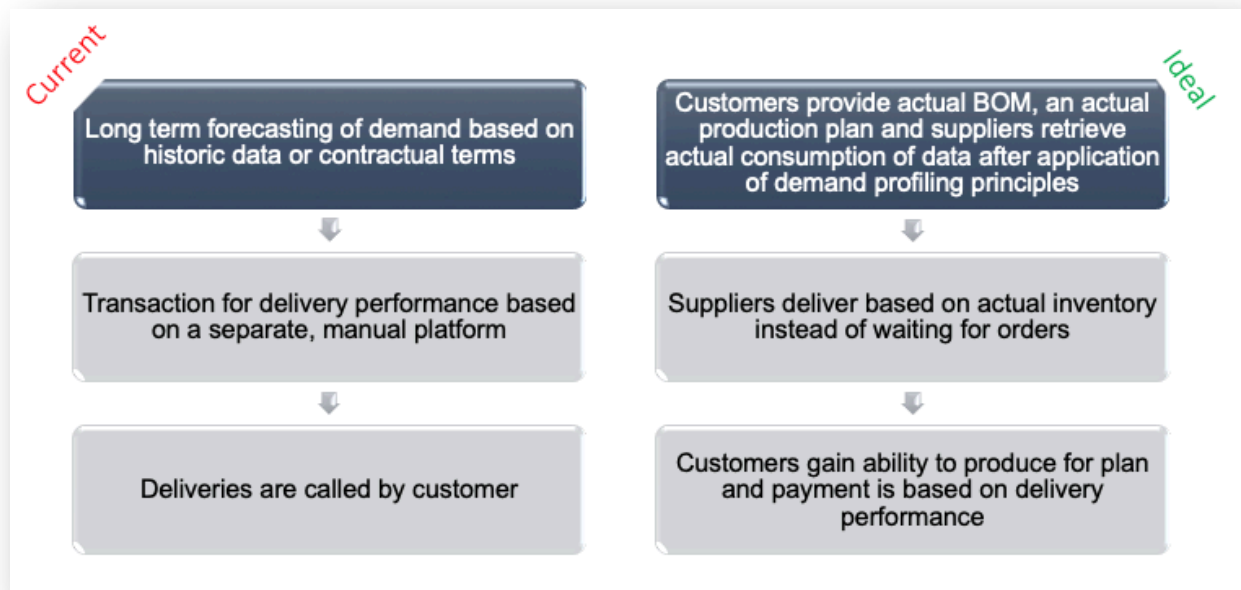 Current
Long term forecasting of demand based on
historic data or contractual terms
Transaction for delivery performance based
on a separate, manual platform
Deliveries are called by customer
Ideal
Customers provide actual BOM, an actual
production plan and suppliers retrieve
actual consumption of data after application
of demand profiling principles
Suppliers deliver based on actual inventory
instead of waiting for orders
Customers gain ability to produce for plan
and payment is based on delivery
performance